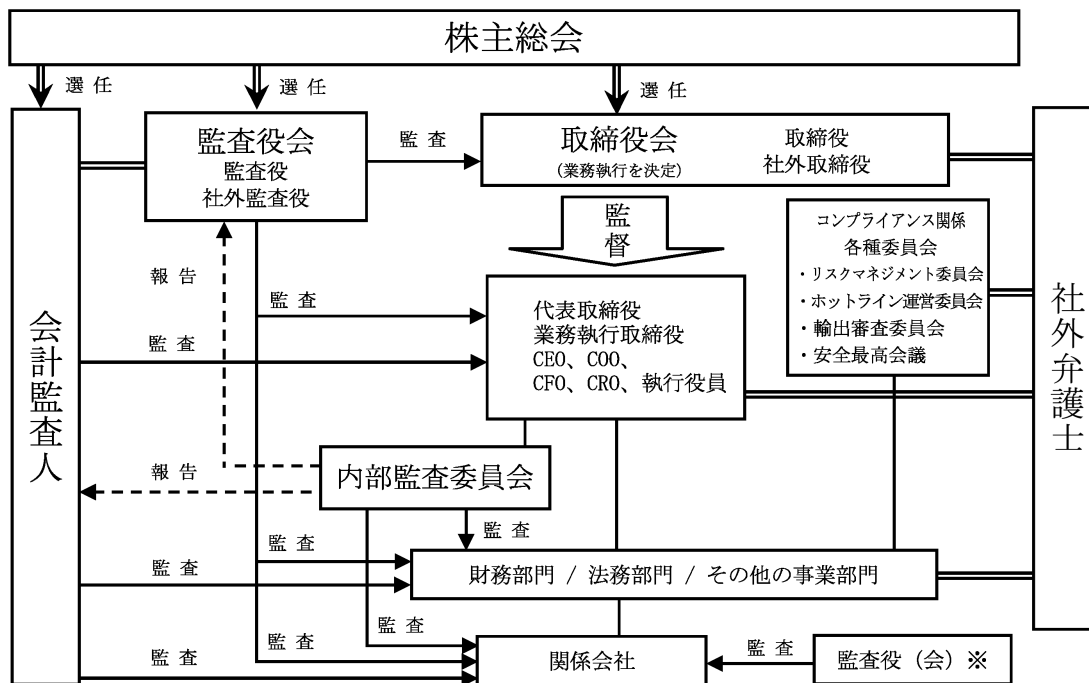 株主総会
選任
選任
選任
会計監査人
監査役会
監査役
社外監査役
監査
取締役会
(業務執行を決定)
取締役
社外取締役
社外弁護士
監督
コンプライアンス関係
各種委員会
・リスクマネジメント委員会
・ホットライン運営委員会
・輸出審査委員会
・安全最高会議
報告
監査
監査
代表取締役
業務執行取締役
CEO、COO、
CFO、CRO、執行役員
報告
内部監査委員会
監査
監査
監査
財務部門 / 法務部門 / その他の事業部門
監査
監査
監査
関係会社
監査
監査役（会）※